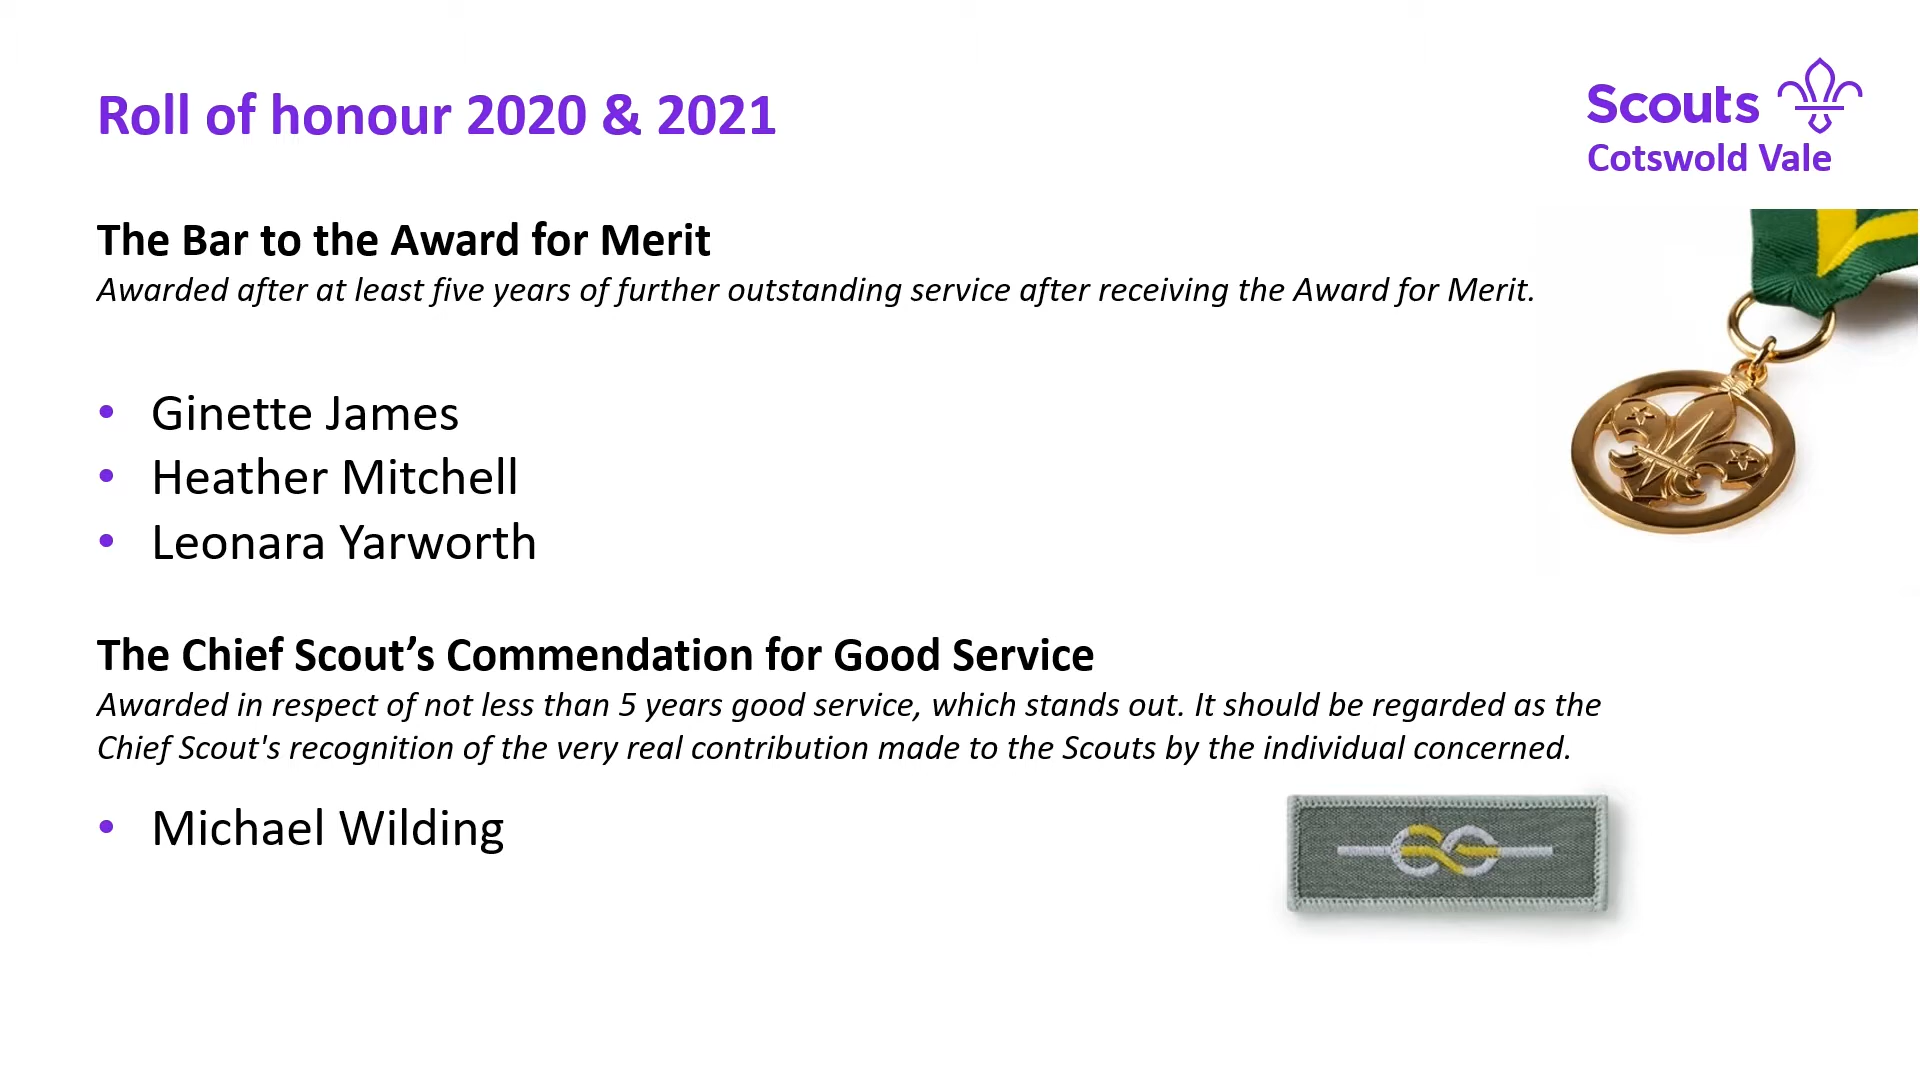 Roll of honour 2020 & 2021
Scouts
Cotswold Vale
The Bar to the Award for Merit
Awarded after at least five years of further outstanding service after receiving the Award for Merit.
• Ginette James
• Heather Mitchell
• Leonara Yarworth
The Chief Scout’s Commendation for Good Service
Awarded in respect of not less than 5 years good service, which stands out. It should be regarded as the
Chief Scout's recognition of the very real contribution made to the Scouts by the individual concerned.
• Michael Wilding